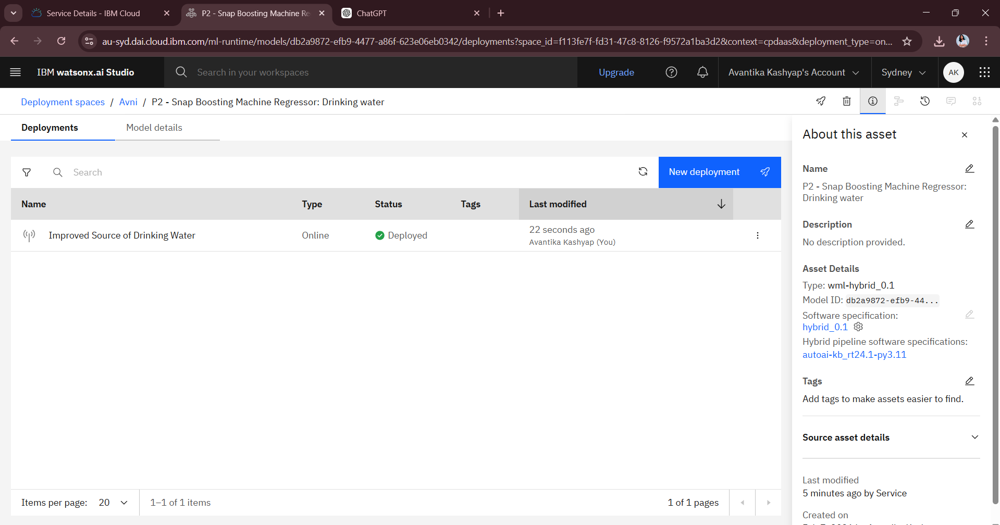 Service Details - IBM Cloud
P2 - Snap Boosting Machine Re
ChatGPT
au-syd.dai.cloud.ibm.com/ml-runtime/models/db2a9872-efb9-4477-a86f-623e06eb0342/deployments?space_id=f113fe7f-fd31-47c8-8126-f9572a1ba3d2&context=cpdaas&deployment_type=on...
IBM watsonx.ai Studio
Search in your workspaces
Upgrade
Avantika Kashyap's Account
Sydney
AK
Deployment spaces / Avni / P2 - Snap Boosting Machine Regressor: Drinking water
Deployments
Model details
Search
New deployment
Name Type Status Tags Last modified
Improved Source of Drinking Water Online Deployed 22 seconds ago
Avantika Kashyap (You)
Items per page: 20
1–1 of 1 items
1 of 1 pages
About this asset
Name
P2 - Snap Boosting Machine Regressor:
Drinking water
Description
No description provided.
Asset Details
Type: wml-hybrid_0.1
Model ID: db2a9872-efb9-44...
Software specification:
hybrid_0.1
Hybrid pipeline software specifications:
autoai-kb_rt24.1-py3.11
Tags
Add tags to make assets easier to find.
Source asset details
Last modified
5 minutes ago by Service
Created on